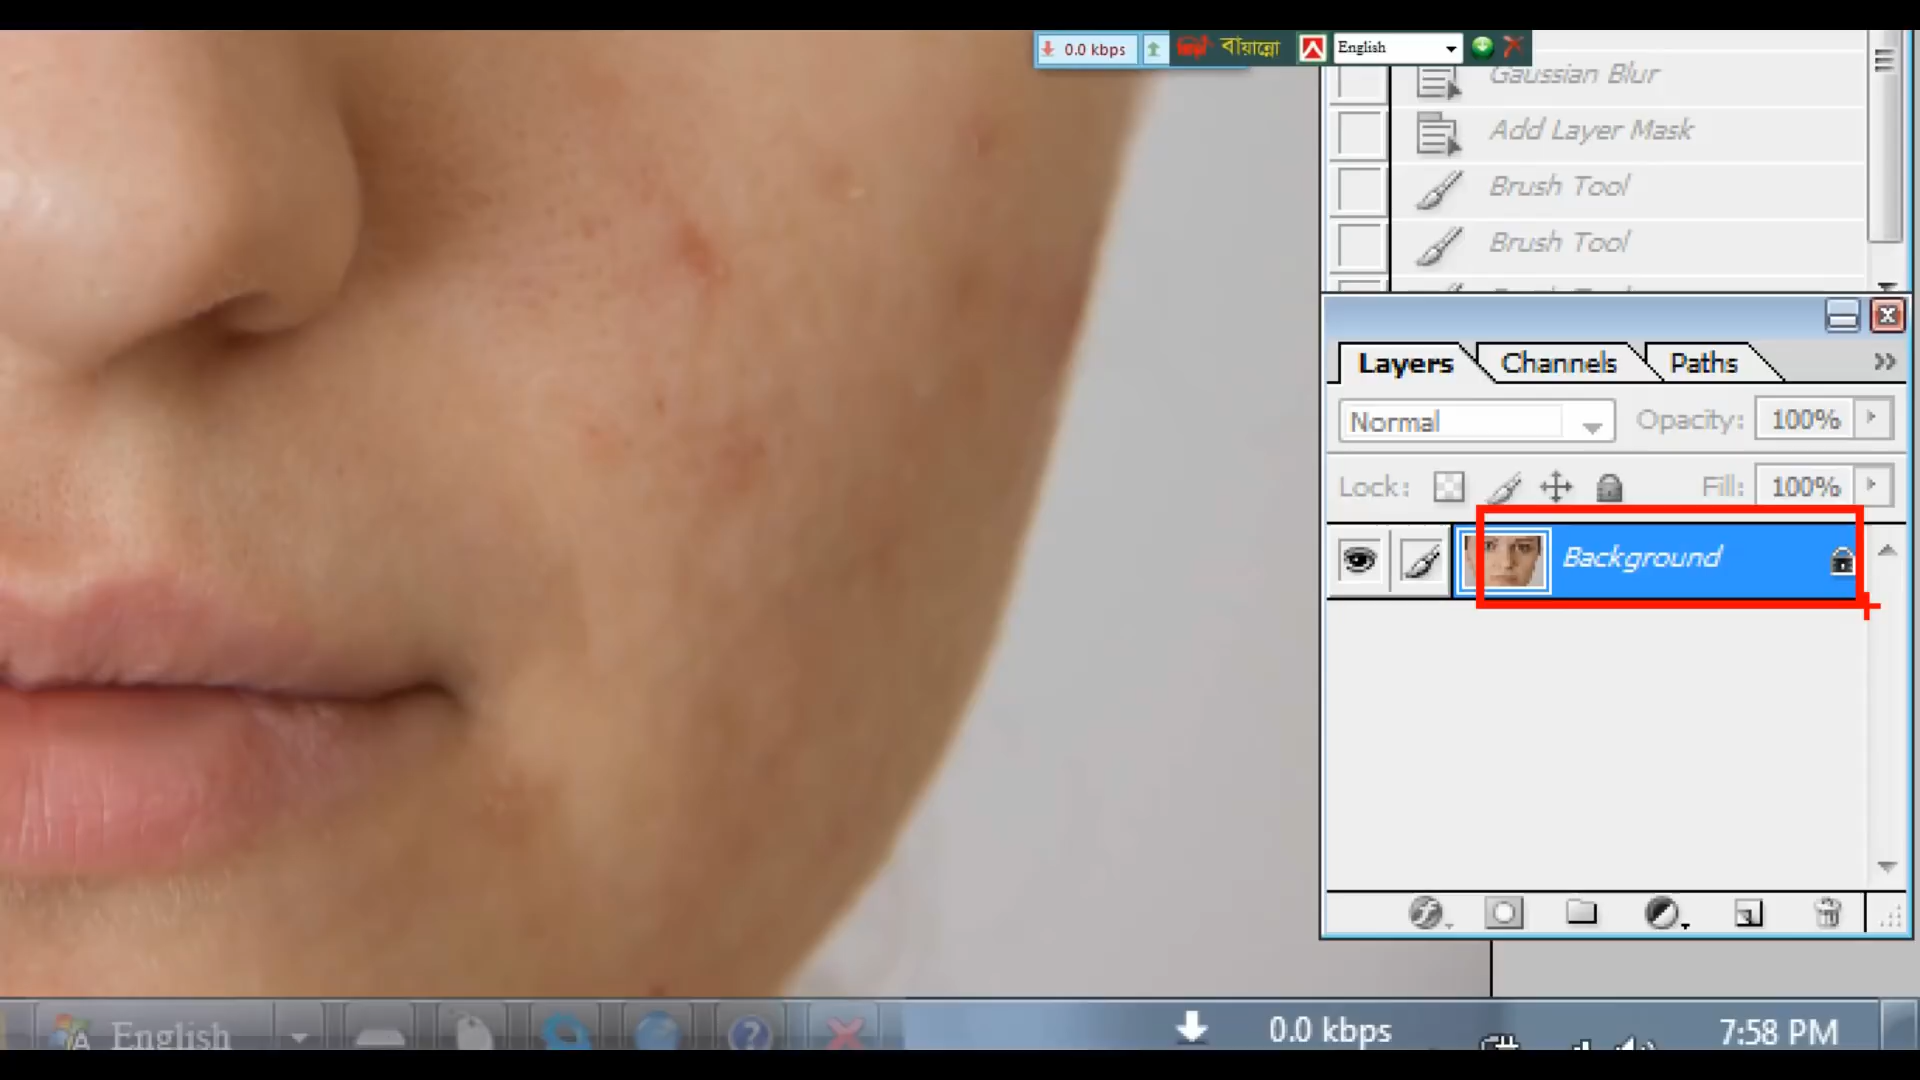 0.0 kbps
বায়ান্নো
English
Gaussian Blur
Add Layer Mask
Brush Tool
Brush Tool
Layers
Channels
Paths
Normal
Opacity: 100%
Lock:
Fill: 100%
Background
English
0.0 kbps
7:58 PM